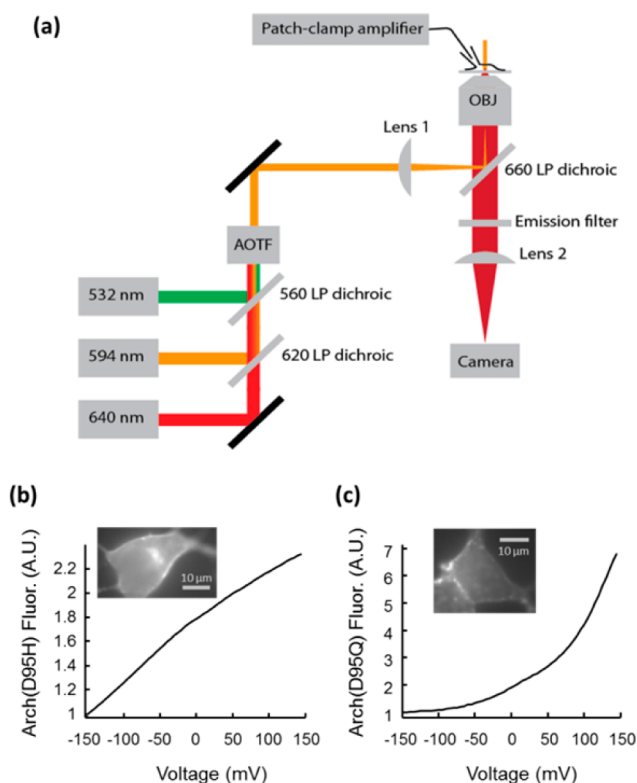 (a)
Patch-clamp amplifier
OBJ
Lens 1
660 LP dichroic
AOTF
Emission filter
Lens 2
532 nm
560 LP dichroic
594 nm
620 LP dichroic
Camera
640 nm
(b)
Arch(D95H) Fluor. (A.U.)
2.2
2
1.8
1.6
1.4
1.2
1
10 μm
-150 -100 -50 0 50 100 150
Voltage (mV)
(c)
Arch(D95Q) Fluor. (A.U.)
7
6
5
4
3
2
1
10 μm
-150 -100 -50 0 50 100 150
Voltage (mV)